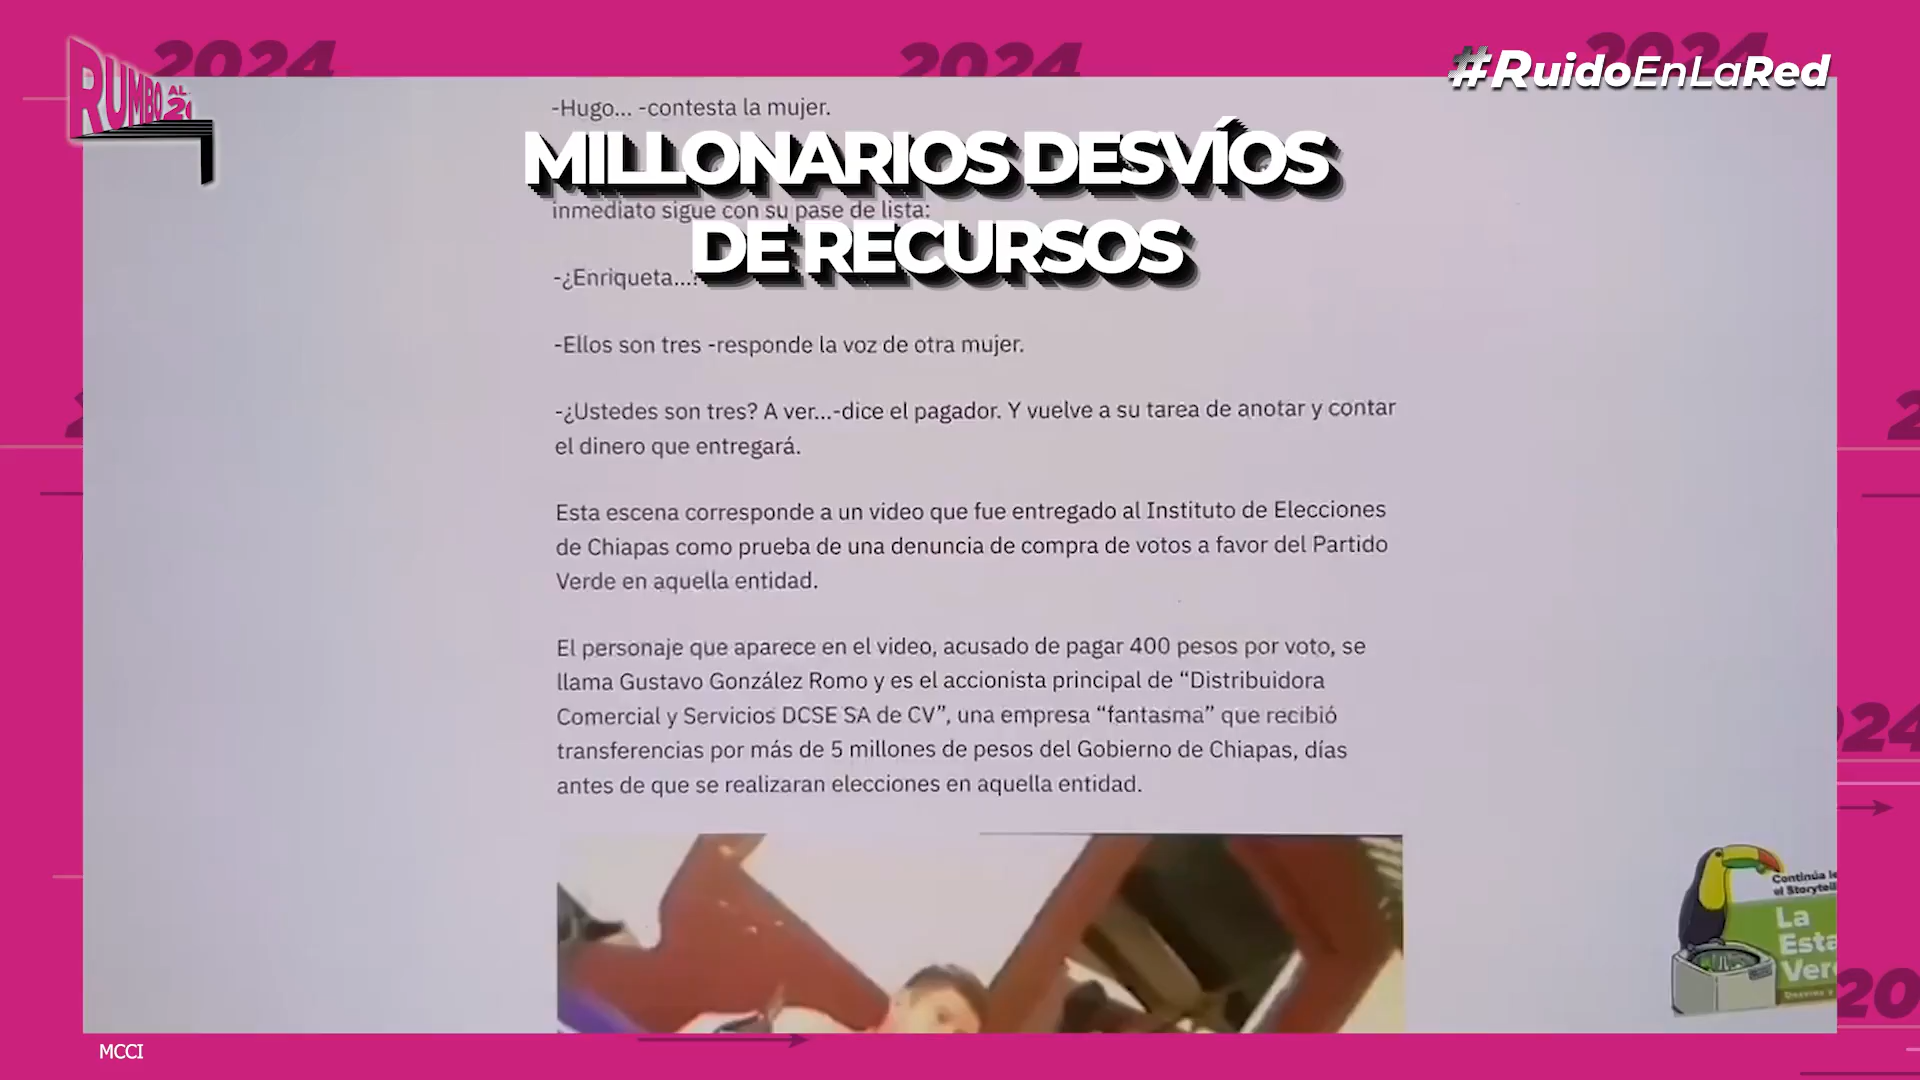 2024
2024
2024
RUMBO AL
#RuidoEnLaRed
-Hugo... -contesta la mujer.
MILLONARIOS DESVÍOS
inmediato sigue con su pase de lista:
DE RECURSOS
-¿Enriqueta...?
-Ellos son tres -responde la voz de otra mujer.
-¿Ustedes son tres? A ver...-dice el pagador. Y vuelve a su tarea de anotar y contar
el dinero que entregará.
Esta escena corresponde a un video que fue entregado al Instituto de Elecciones
de Chiapas como prueba de una denuncia de compra de votos a favor del Partido
Verde en aquella entidad.
El personaje que aparece en el video, acusado de pagar 400 pesos por voto, se
llama Gustavo González Romo y es el accionista principal de “Distribuidora
Comercial y Servicios DCSE SA de CV”, una empresa “fantasma” que recibió
transferencias por más de 5 millones de pesos del Gobierno de Chiapas, días
antes de que se realizaran elecciones en aquella entidad.
Continúa
el
La
MCCI